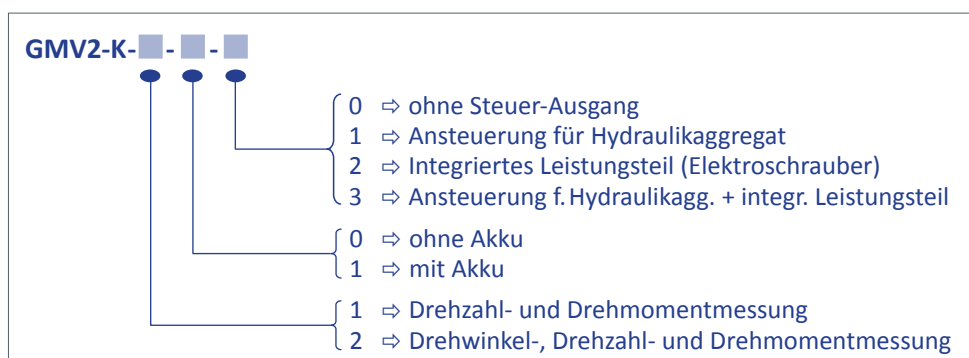 GMV2-K- - -
0 ⇨ ohne Steuer-Ausgang
1 ⇨ Ansteuerung für Hydraulikaggregat
2 ⇨ Integriertes Leistungsteil (Elektroschrauber)
3 ⇨ Ansteuerung f. Hydraulikagg. + integr. Leistungsteil
0 ⇨ ohne Akku
1 ⇨ mit Akku
1 ⇨ Drehzahl- und Drehmomentmessung
2 ⇨ Drehwinkel-, Drehzahl- und Drehmomentmessung